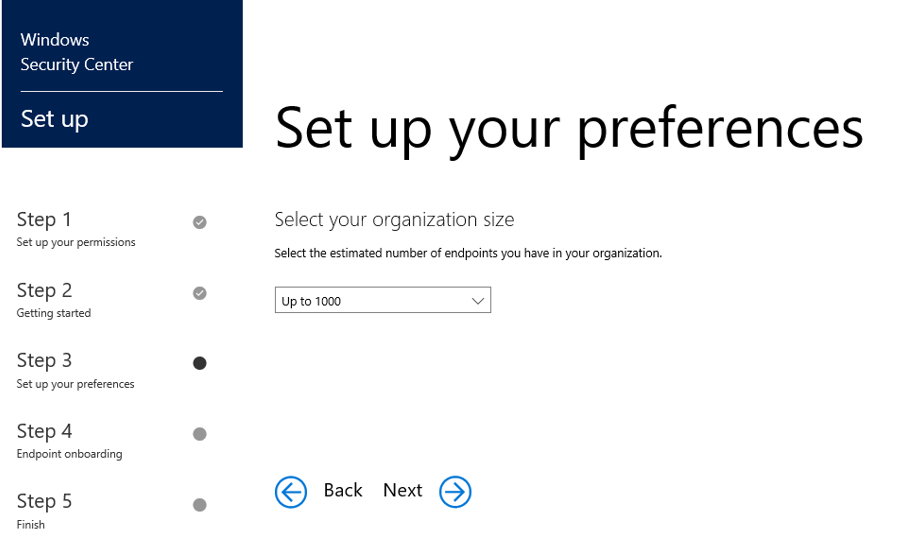 Windows
Security Center
Set up
Set up your preferences
Step 1
Set up your permissions
Step 2
Getting started
Step 3
Set up your preferences
Step 4
Endpoint onboarding
Step 5
Finish
Select your organization size
Select the estimated number of endpoints you have in your organization.
Up to 1000
Back
Next